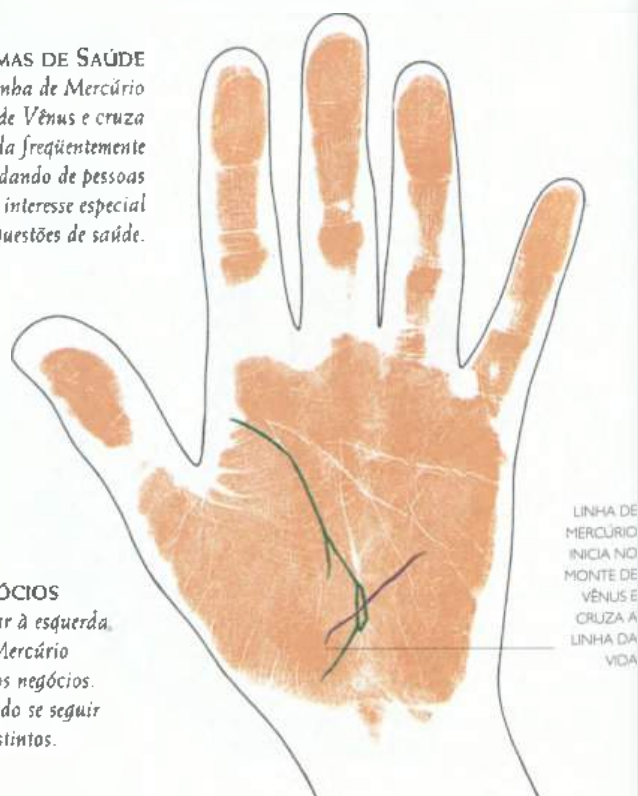 MAS DE SAÚDE
nha de Mercúrio
de Vênus e cruza
da freqüentemente
dando de pessoas
interesse especial
uestões de saúde.
LINHA DE
MERCÚRIO
INICIA NO
MONTE DE
VÊNUS E
CRUZA A
LINHA DA
VIDA
ÓCIOS
ar à esquerda,
Mercúrio
os negócios.
do se seguir
stintos.